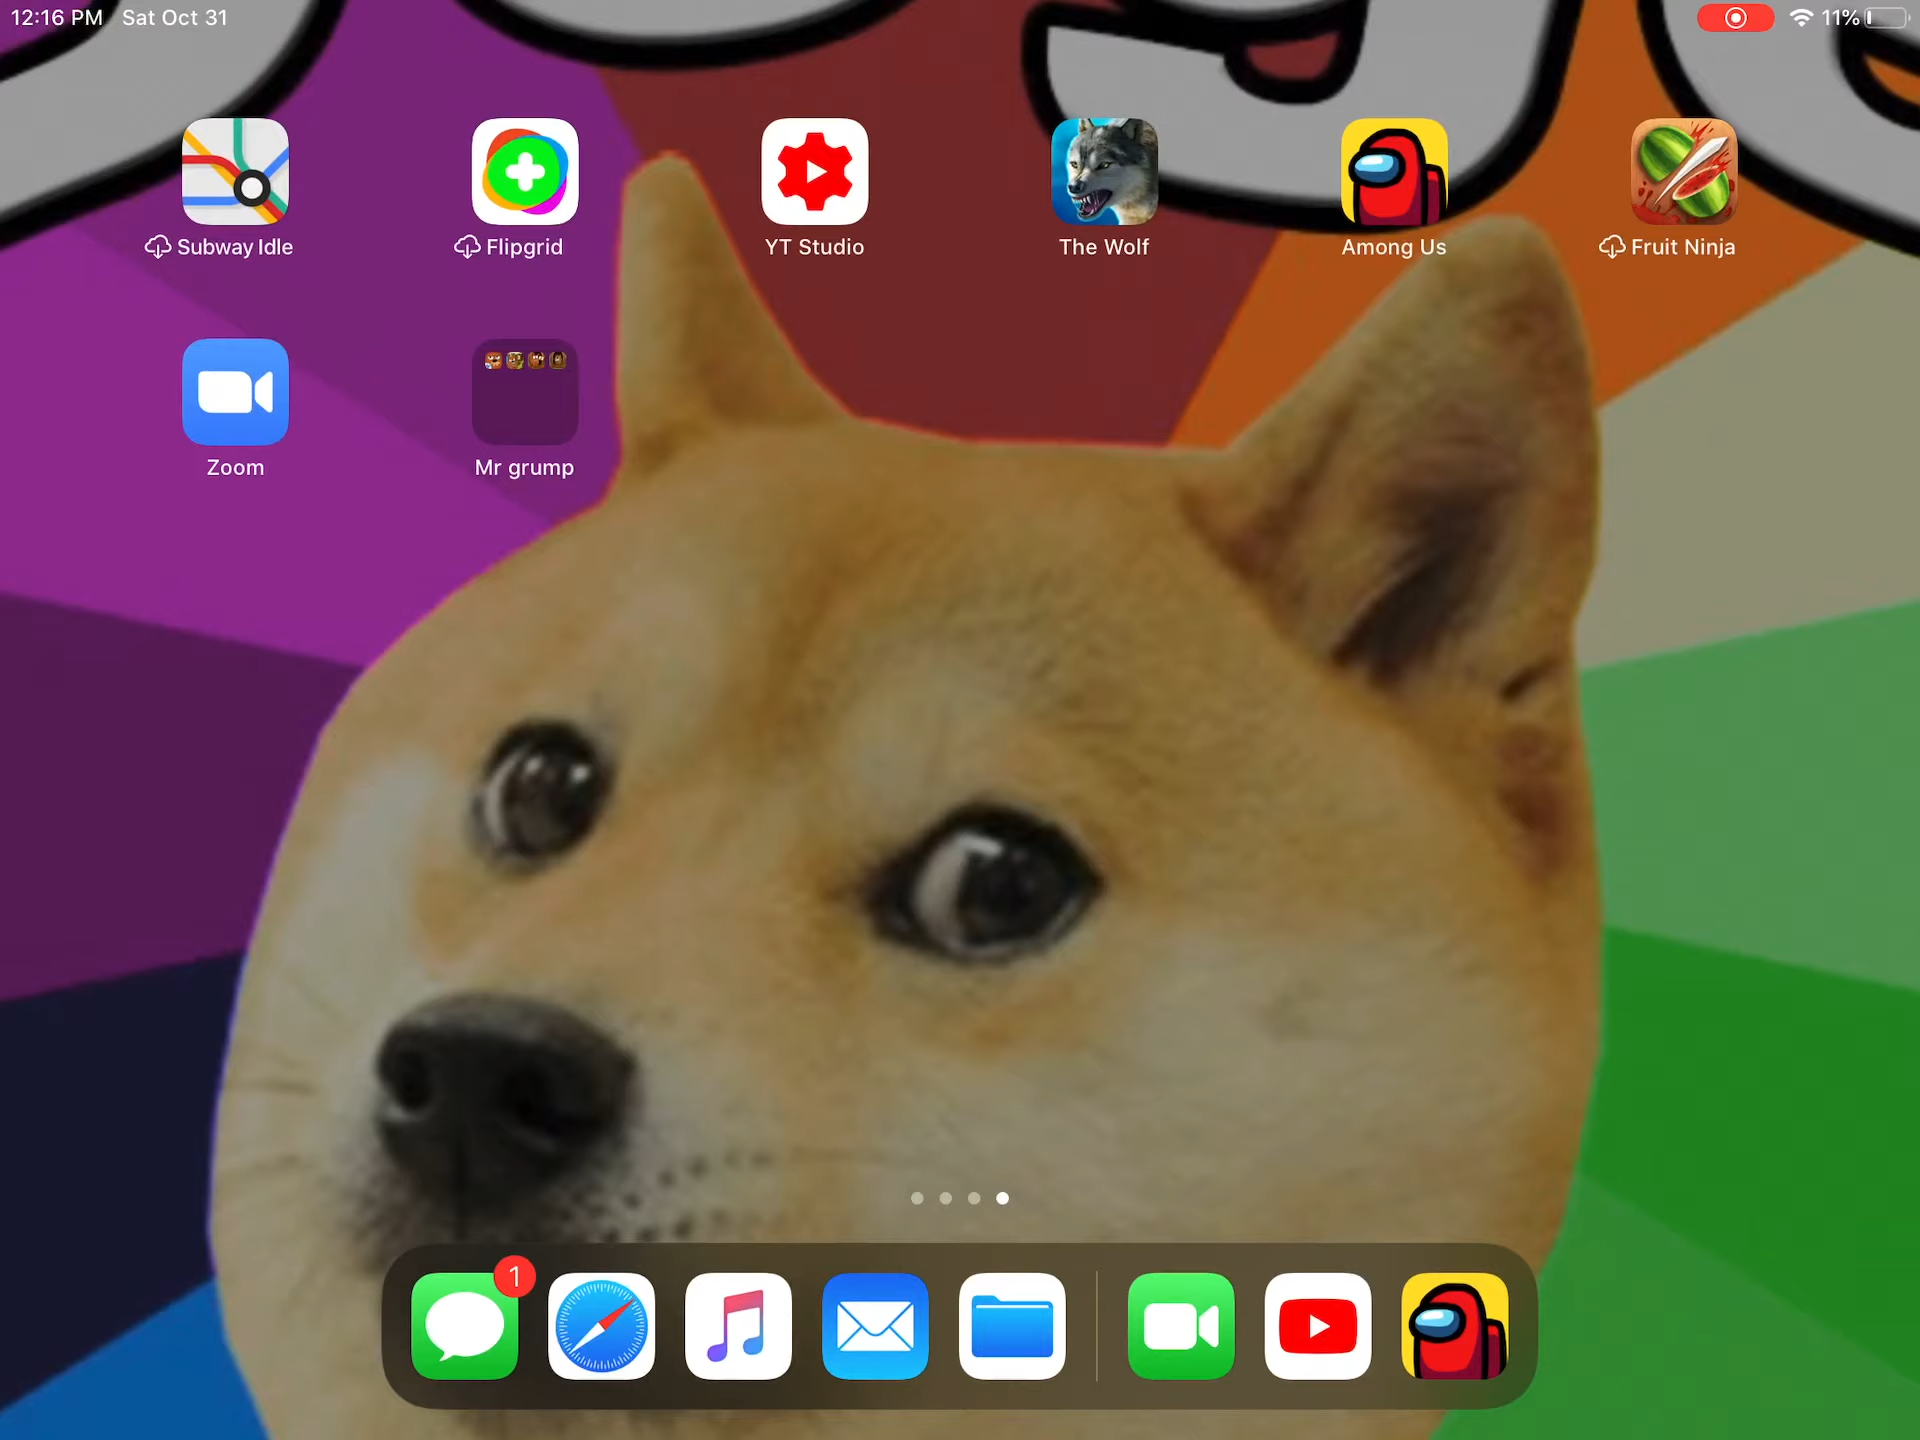 12:16 PM Sat Oct 31
11%
Subway Idle
Flipgrid
YT Studio
The Wolf
Among Us
Fruit Ninja
Zoom
Mr grump
1